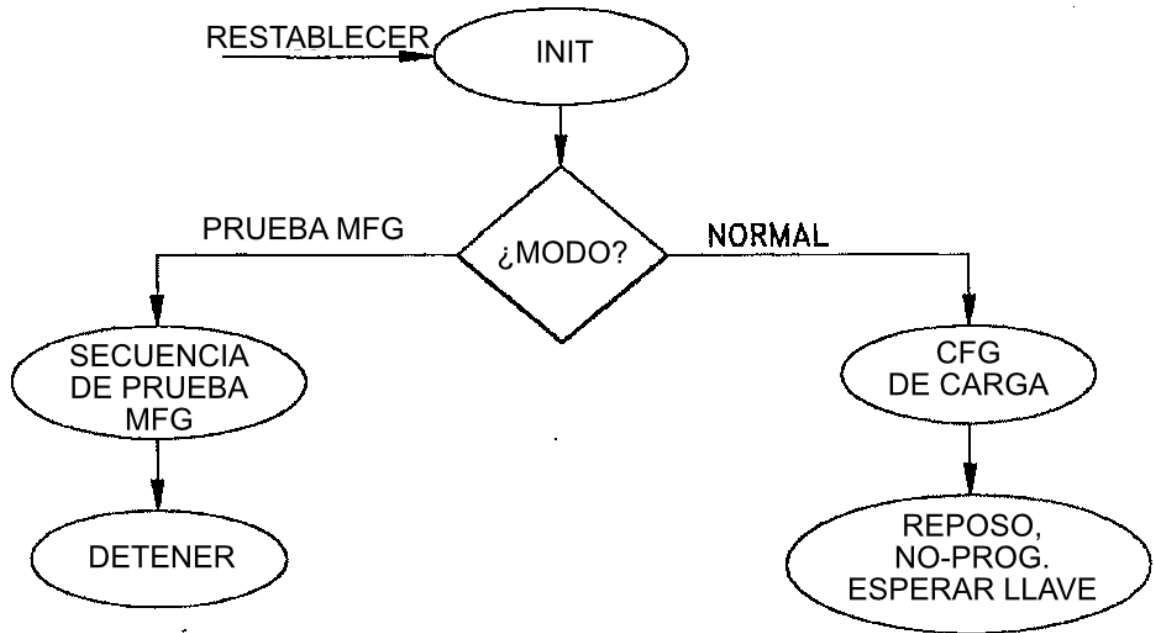 RESTABLECER
INIT
¿MODO?
PRUEBA MFG
NORMAL
SECUENCIA
DE PRUEBA
MFG
CFG
DE CARGA
DETENER
REPOSO,
NO-PROG.
ESPERAR LLAVE